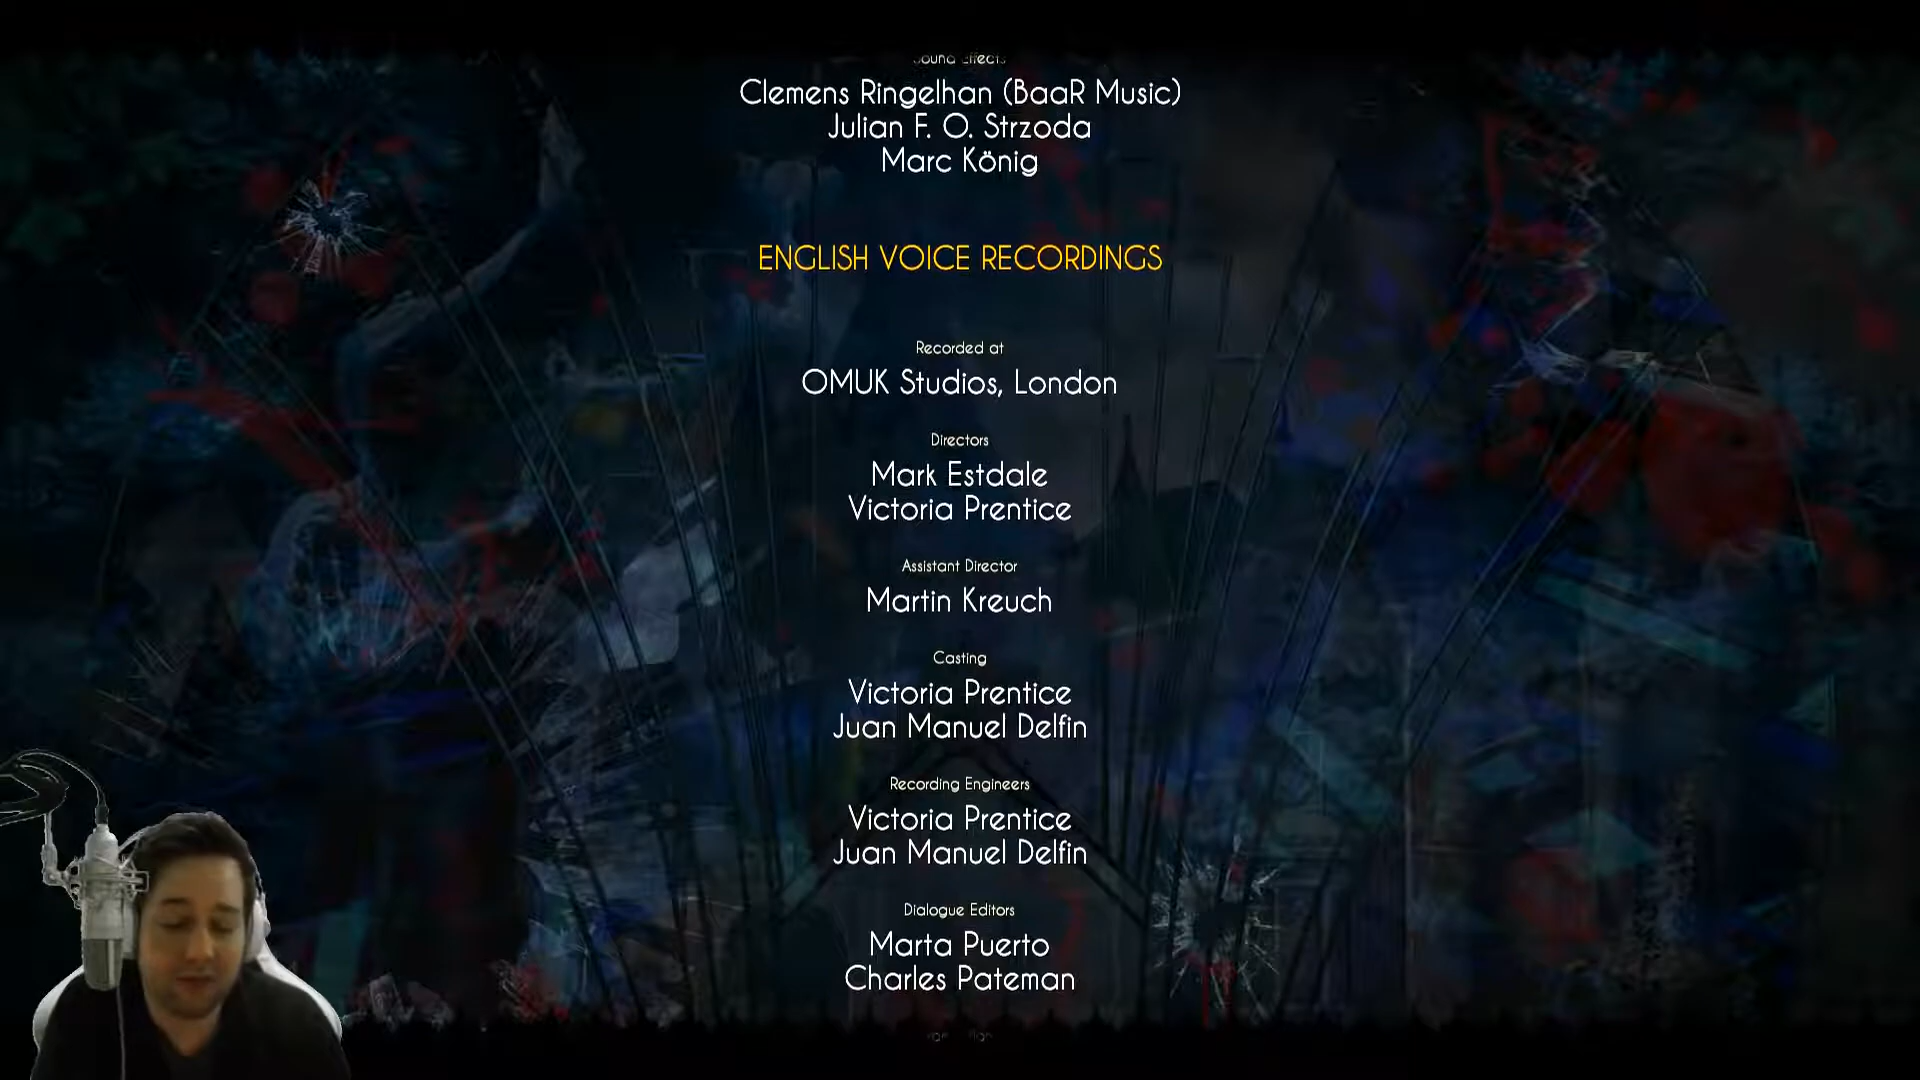 Sound Effects
Clemens Ringelhan (BaaR Music)
Julian F. O. Strzoda
Marc König
ENGLISH VOICE RECORDINGS
Recorded at
OMUK Studios, London
Directors
Mark Estdale
Victoria Prentice
Assistant Director
Martin Kreuch
Casting
Victoria Prentice
Juan Manuel Delfin
Recording Engineers
Victoria Prentice
Juan Manuel Delfin
Dialogue Editors
Marta Puerto
Charles Pateman